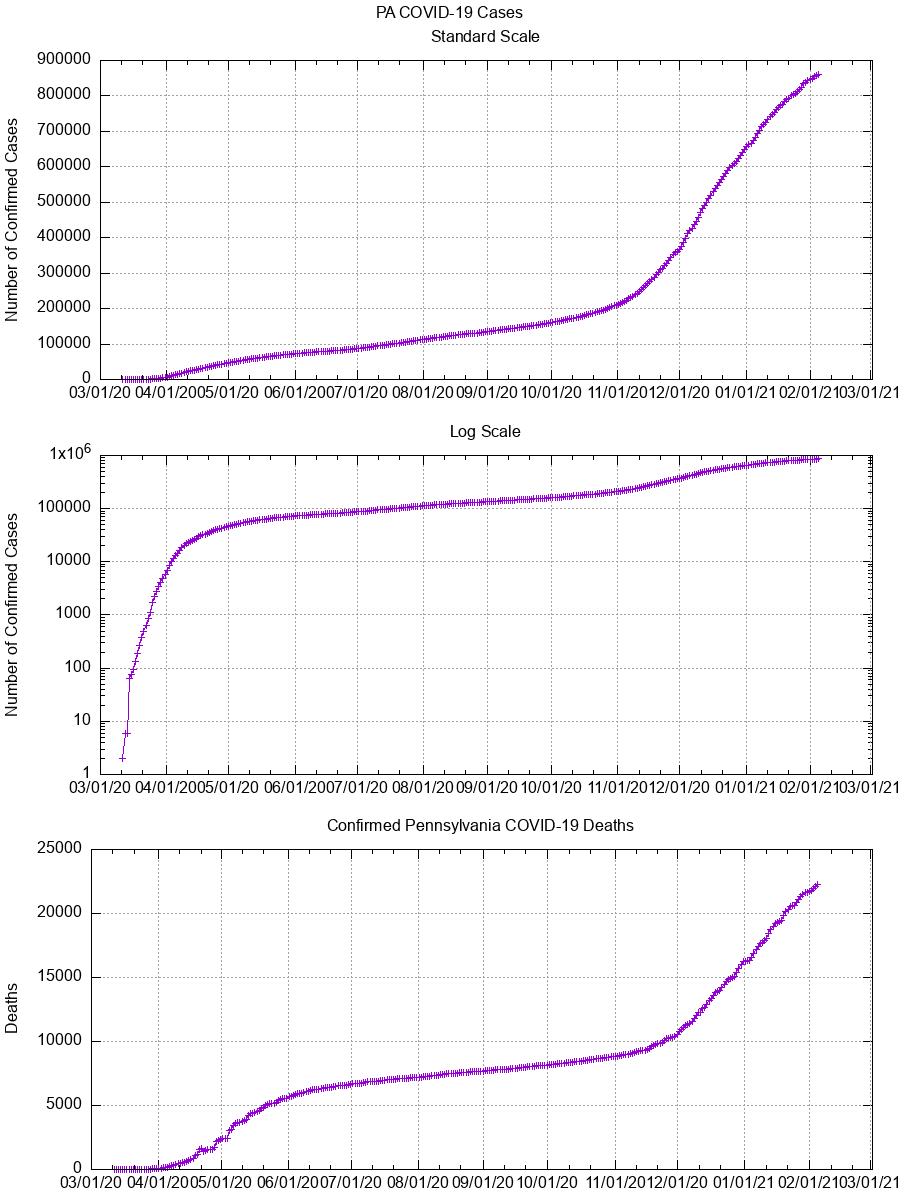 PA COVID-19 Cases
Standard Scale
900000
800000
700000
600000
500000
400000
300000
200000
100000
0
Number of Confirmed Cases
03/01/20 04/01/20 05/01/20 06/01/20 07/01/20 08/01/20 09/01/20 10/01/20 11/01/20 12/01/20 01/01/21 02/01/21 03/01/21
Log Scale
1x10⁶
100000
10000
1000
100
10
1
Number of Confirmed Cases
03/01/20 04/01/20 05/01/20 06/01/20 07/01/20 08/01/20 09/01/20 10/01/20 11/01/20 12/01/20 01/01/21 02/01/21 03/01/21
Confirmed Pennsylvania COVID-19 Deaths
25000
20000
15000
10000
5000
0
Deaths
03/01/20 04/01/20 05/01/20 06/01/20 07/01/20 08/01/20 09/01/20 10/01/20 11/01/20 12/01/20 01/01/21 02/01/21 03/01/21